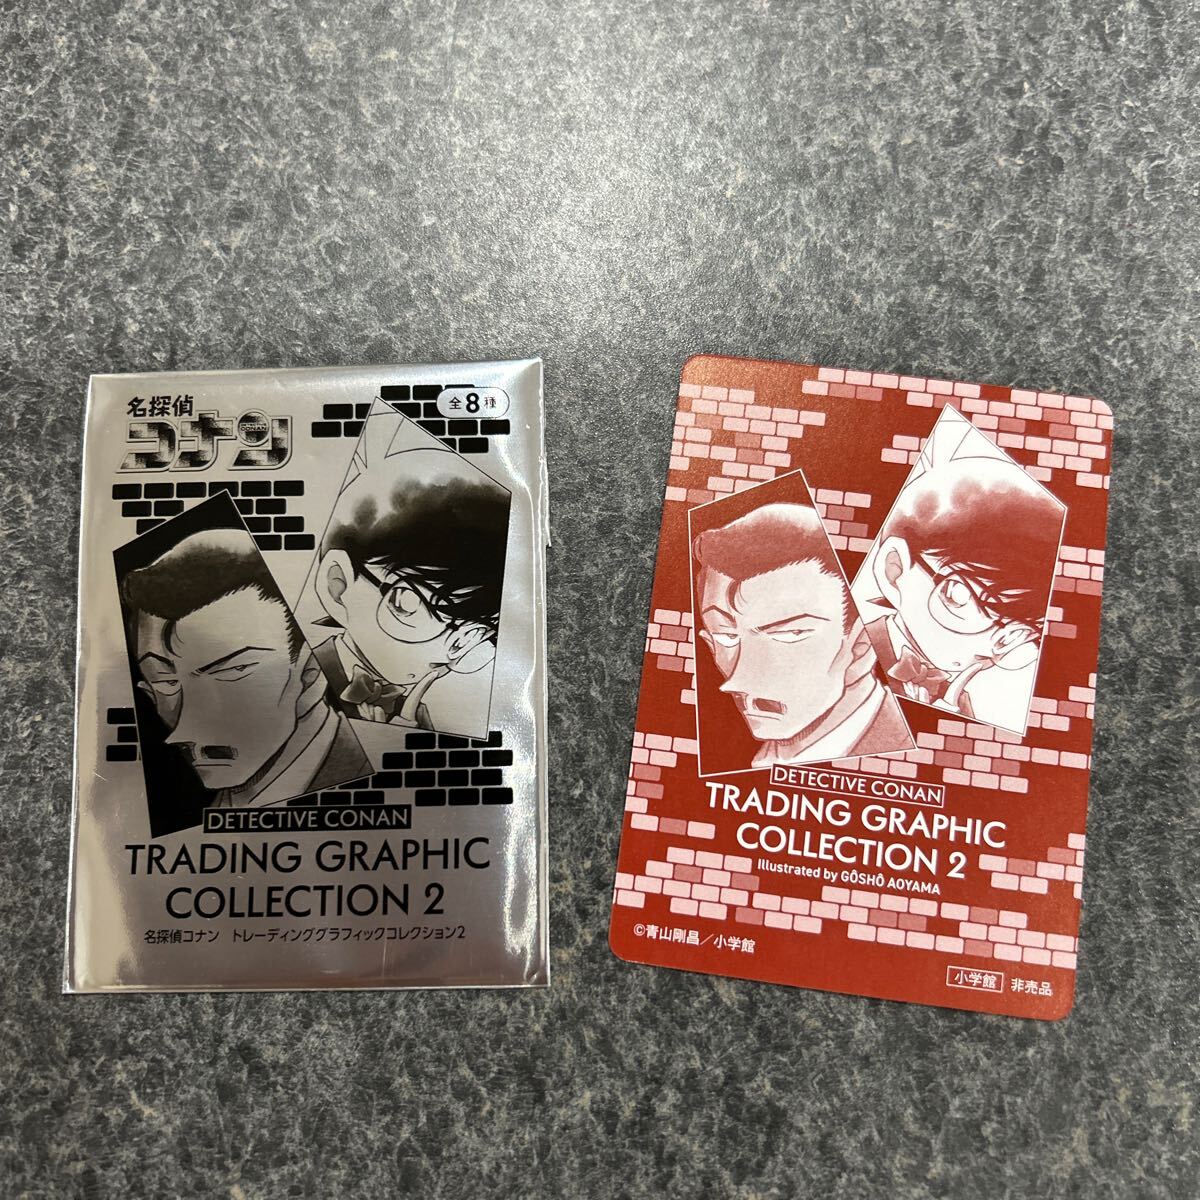 名探偵
コナン
全8種
DETECTIVE CONAN
TRADING GRAPHIC
COLLECTION 2
名探偵コナン トレーディンググラフィックコレクション2
DETECTIVE CONAN
TRADING GRAPHIC
COLLECTION 2
Illustrated by GÔSHÔ AOYAMA
©青山剛昌／小学館
小学館 非売品